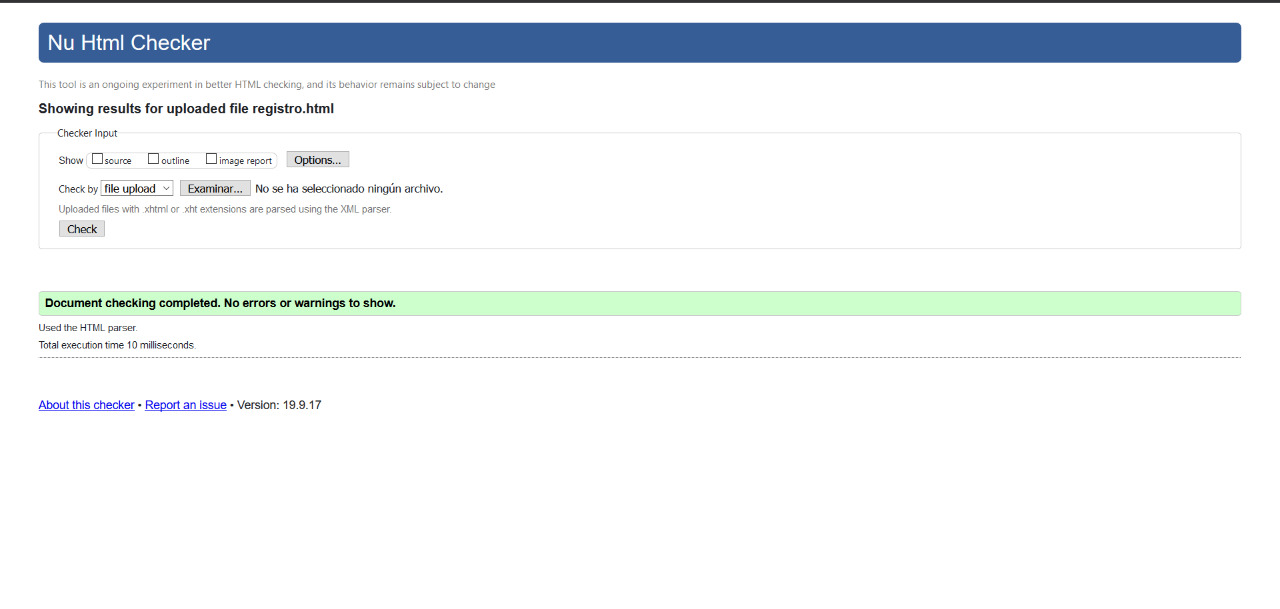 Nu Html Checker
This tool is an ongoing experiment in better HTML checking, and its behavior remains subject to change
Showing results for uploaded file registro.html
Checker Input
Show source outline image report Options...
Check by file upload Examinar... No se ha seleccionado ningún archivo.
Uploaded files with .xhtml or .xht extensions are parsed using the XML parser.
Check
Document checking completed. No errors or warnings to show.
Used the HTML parser.
Total execution time 10 milliseconds.
About this checker • Report an issue • Version: 19.9.17